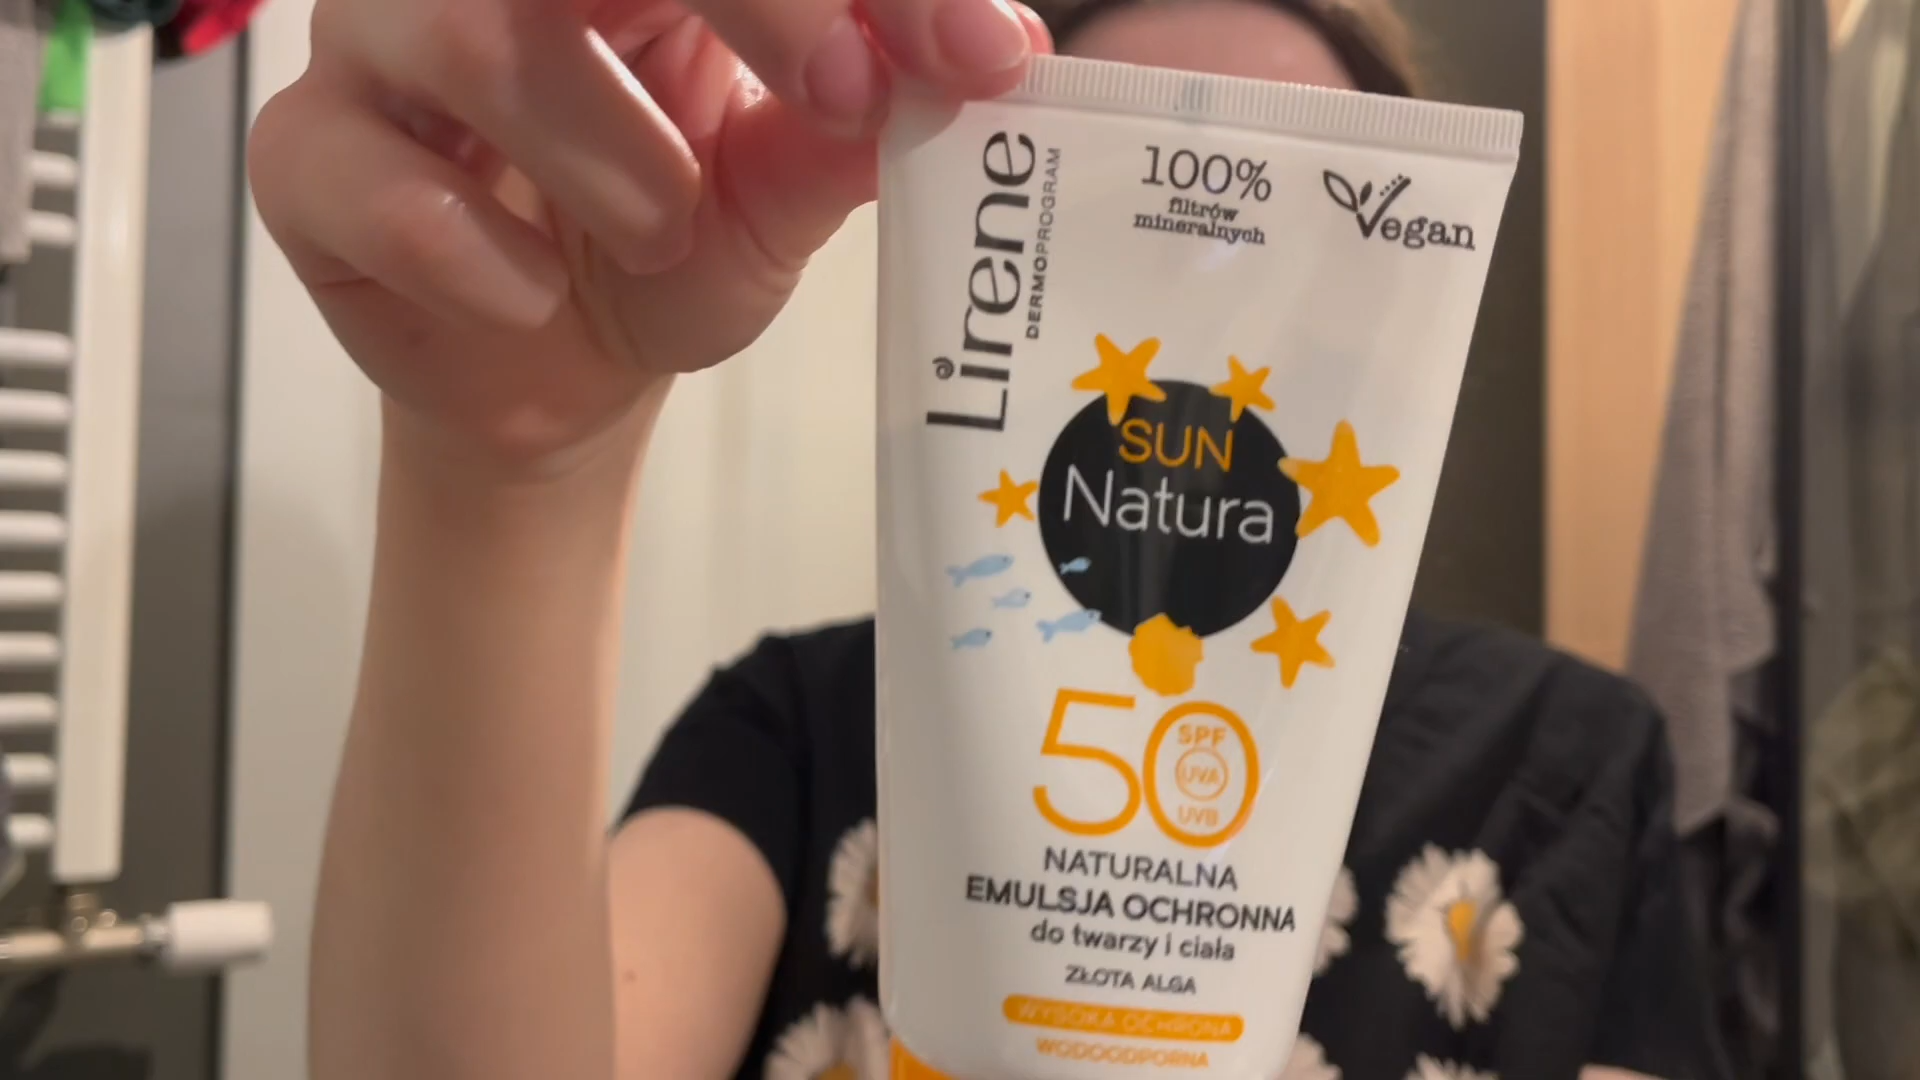 Lirene
DERMOPROGRAM
100%
filtrów
mineralnych
Vegan
SUN
Natura
50
SPF
UVA
UVB
NATURALNA
EMULSJA OCHRONNA
do twarzy i ciała
ZŁOTA ALGA
WYSOKA OCHRONA
WODOODPORNA